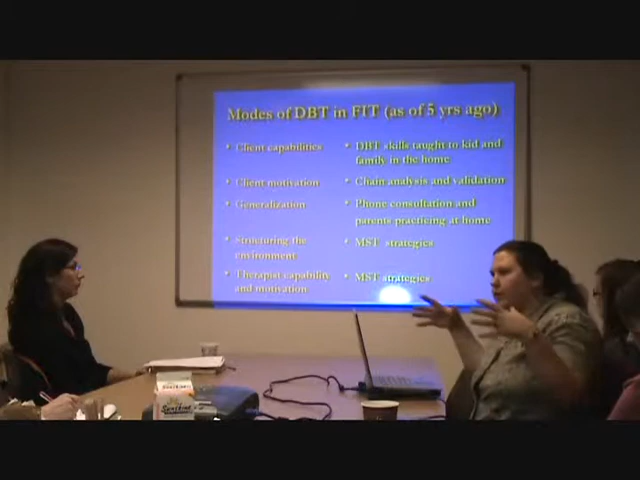 Modes of DBT in FIT (as of 5 yrs ago)
• Client capabilities
• DBT skills taught to kid and
family in the home
• Client motivation
• Chain analysis and validation
• Generalization
• Phone consultation and
parents practicing at home
• Structuring the
environment
• MST strategies
• Therapist capability
and motivation
• MST strategies